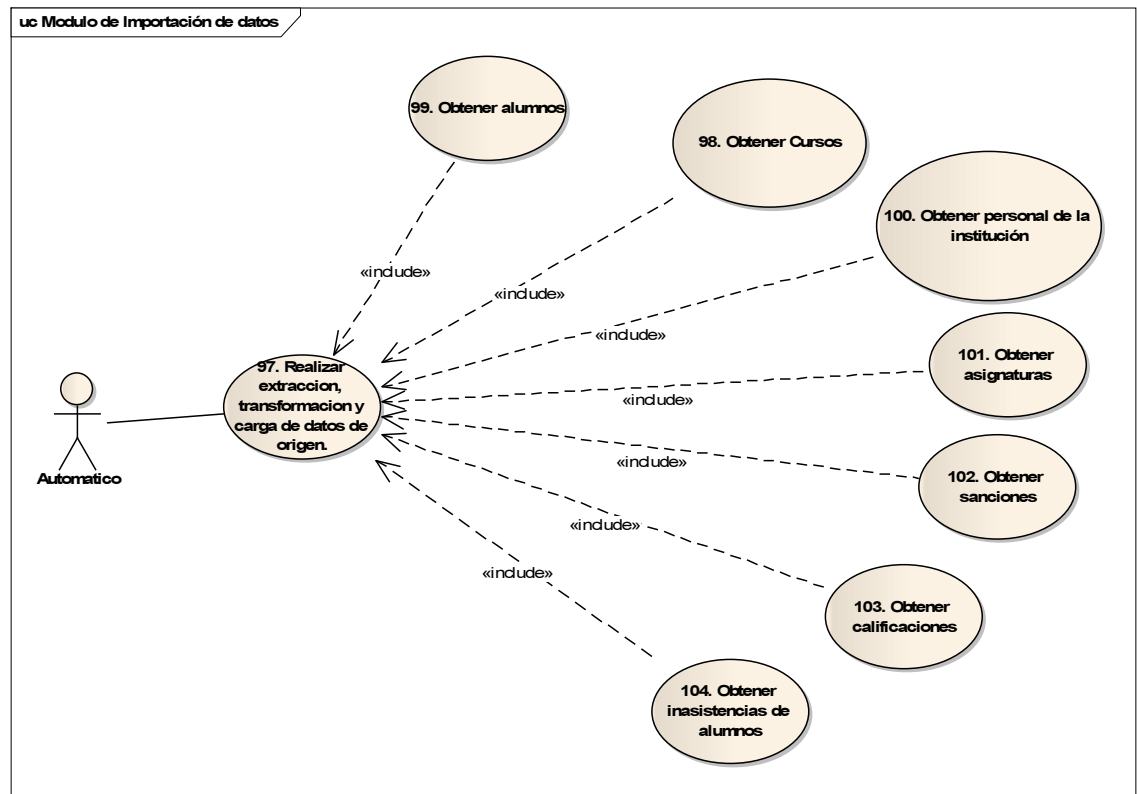 uc Modulo de Importación de datos
99. Obtener alumnos
98. Obtener Cursos
100. Obtener personal de la
institución
«include»
«include»
«include»
101. Obtener
asignaturas
97. Realizar
extraccion,
transformacion y
carga de datos de
origen.
«include»
Automatico
«include»
102. Obtener
sanciones
«include»
«include»
103. Obtener
calificaciones
104. Obtener
inasistencias de
alumnos